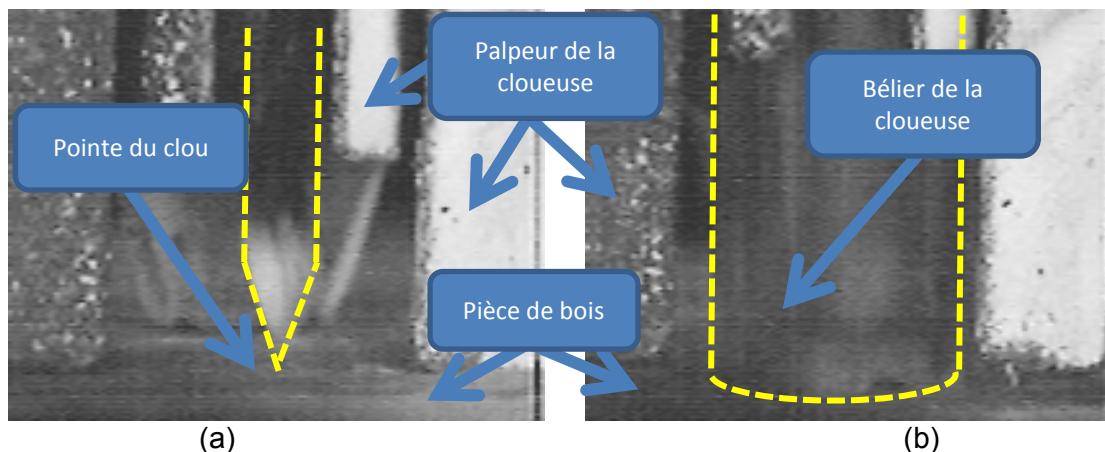 Palpeur de la
cloueuse
Bélier de la
cloueuse
Pointe du clou
Pièce de bois
(a)
(b)